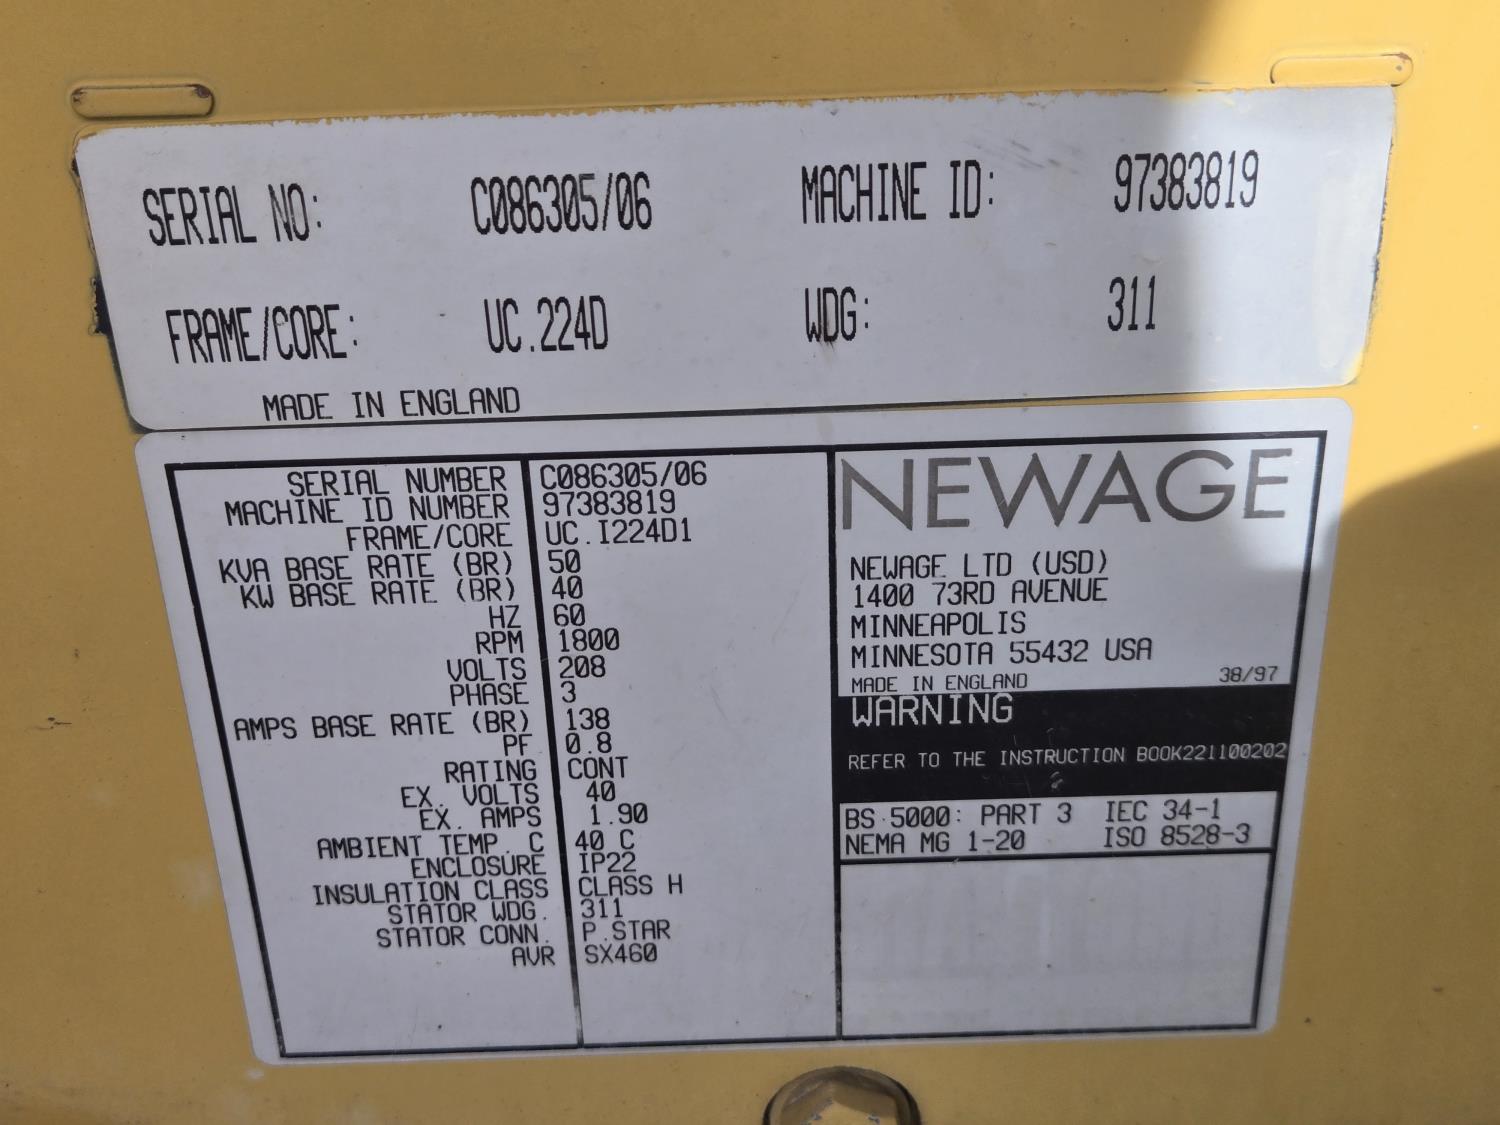 SERIAL NO: C086305/06 MACHINE ID: 97383819
FRAME/CORE: UC.224D WDG: 311
MADE IN ENGLAND
SERIAL NUMBER C086305/06
MACHINE ID NUMBER 97383819
FRAME/CORE UC.I224D1
KVA BASE RATE (BR) 50
KW BASE RATE (BR) 40
HZ 60
RPM 1800
VOLTS 208
PHASE 3
AMPS BASE RATE (BR) 138
PF 0.8
RATING CONT
EX. VOLTS 40
EX. AMPS 1.90
AMBIENT TEMP. C 40 C
ENCLOSURE IP22
INSULATION CLASS CLASS H
STATOR WDG. 311
STATOR CONN. P.STAR
AVR SX460
NEWAGE
NEWAGE LTD (USD)
1400 73RD AVENUE
MINNEAPOLIS
MINNESOTA 55432 USA
MADE IN ENGLAND 38/97
WARNING
REFER TO THE INSTRUCTION BOOK221100202
BS 5000: PART 3 IEC 34-1
NEMA MG 1-20 ISO 8528-3